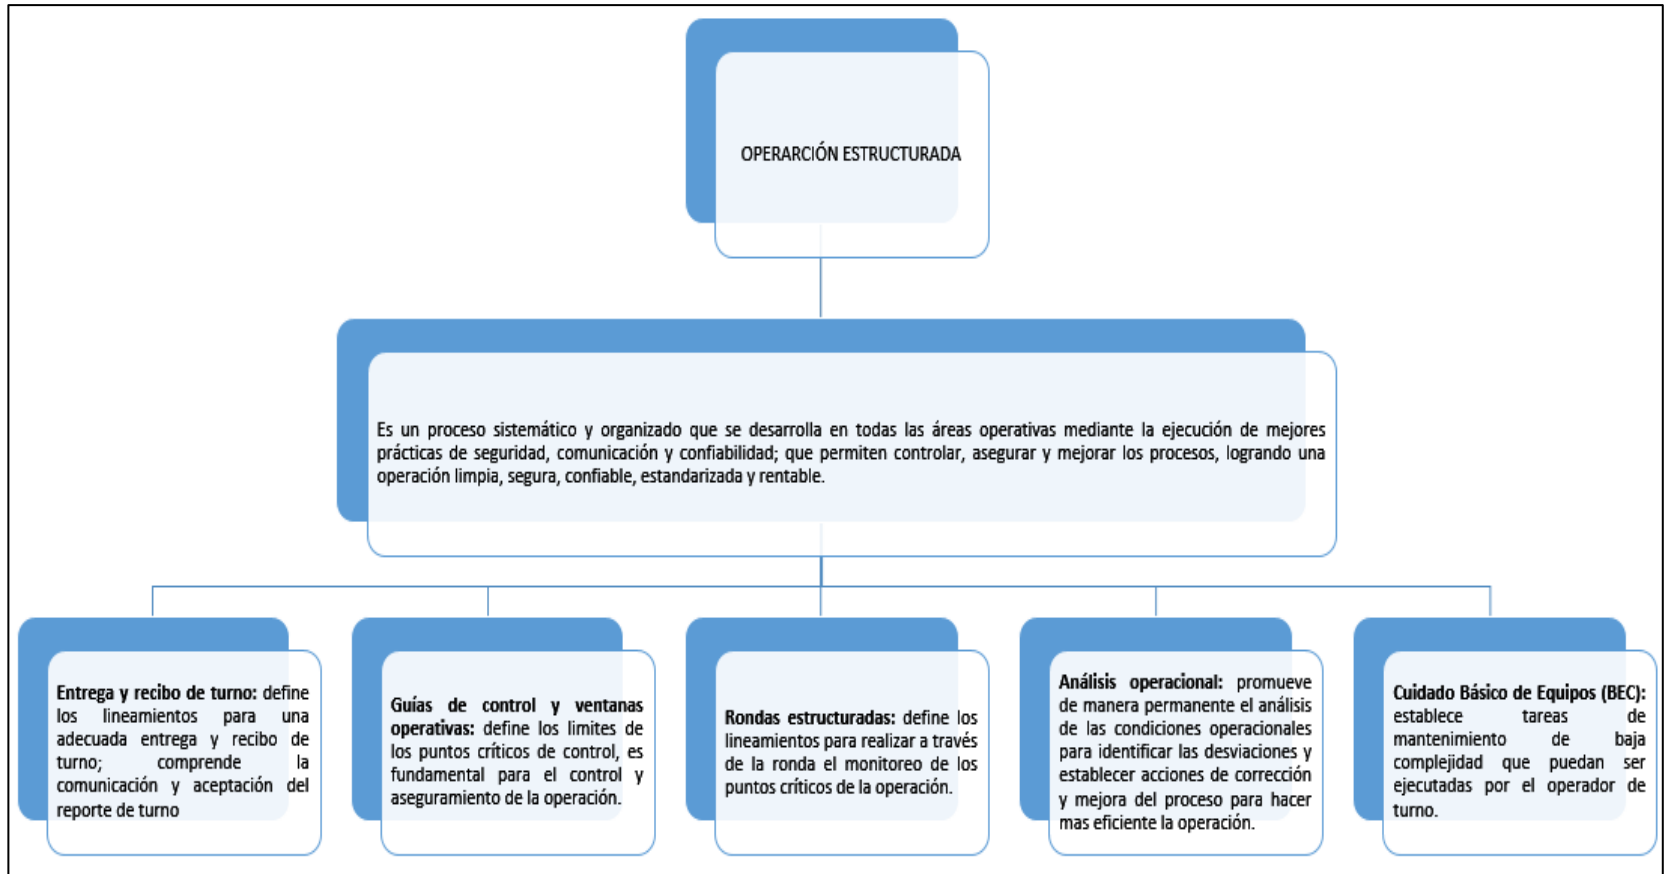 OPERARCIÓN ESTRUCTURADA
Es un proceso sistemático y organizado que se desarrolla en todas las áreas operativas mediante la ejecución de mejores
prácticas de seguridad, comunicación y confiabilidad; que permiten controlar, asegurar y mejorar los procesos, logrando una
operación limpia, segura, confiable, estandarizada y rentable.
Entrega y recibo de turno: define
los lineamientos para una
adecuada entrega y recibo de
turno; comprende la
comunicación y aceptación del
reporte de turno
Guías de control y ventanas
operativas: define los limites de
los puntos críticos de control, es
fundamental para el control y
aseguramiento de la operación.
Rondas estructuradas: define los
lineamientos para realizar a través
de la ronda el monitoreo de los
puntos críticos de la operación.
Análisis operacional: promueve
de manera permanente el análisis
de las condiciones operacionales
para identificar las desviaciones y
establecer acciones de corrección
y mejora del proceso para hacer
mas eficiente la operación.
Cuidado Básico de Equipos (BEC):
establece tareas de
mantenimiento de baja
complejidad que puedan ser
ejecutadas por el operador de
turno.